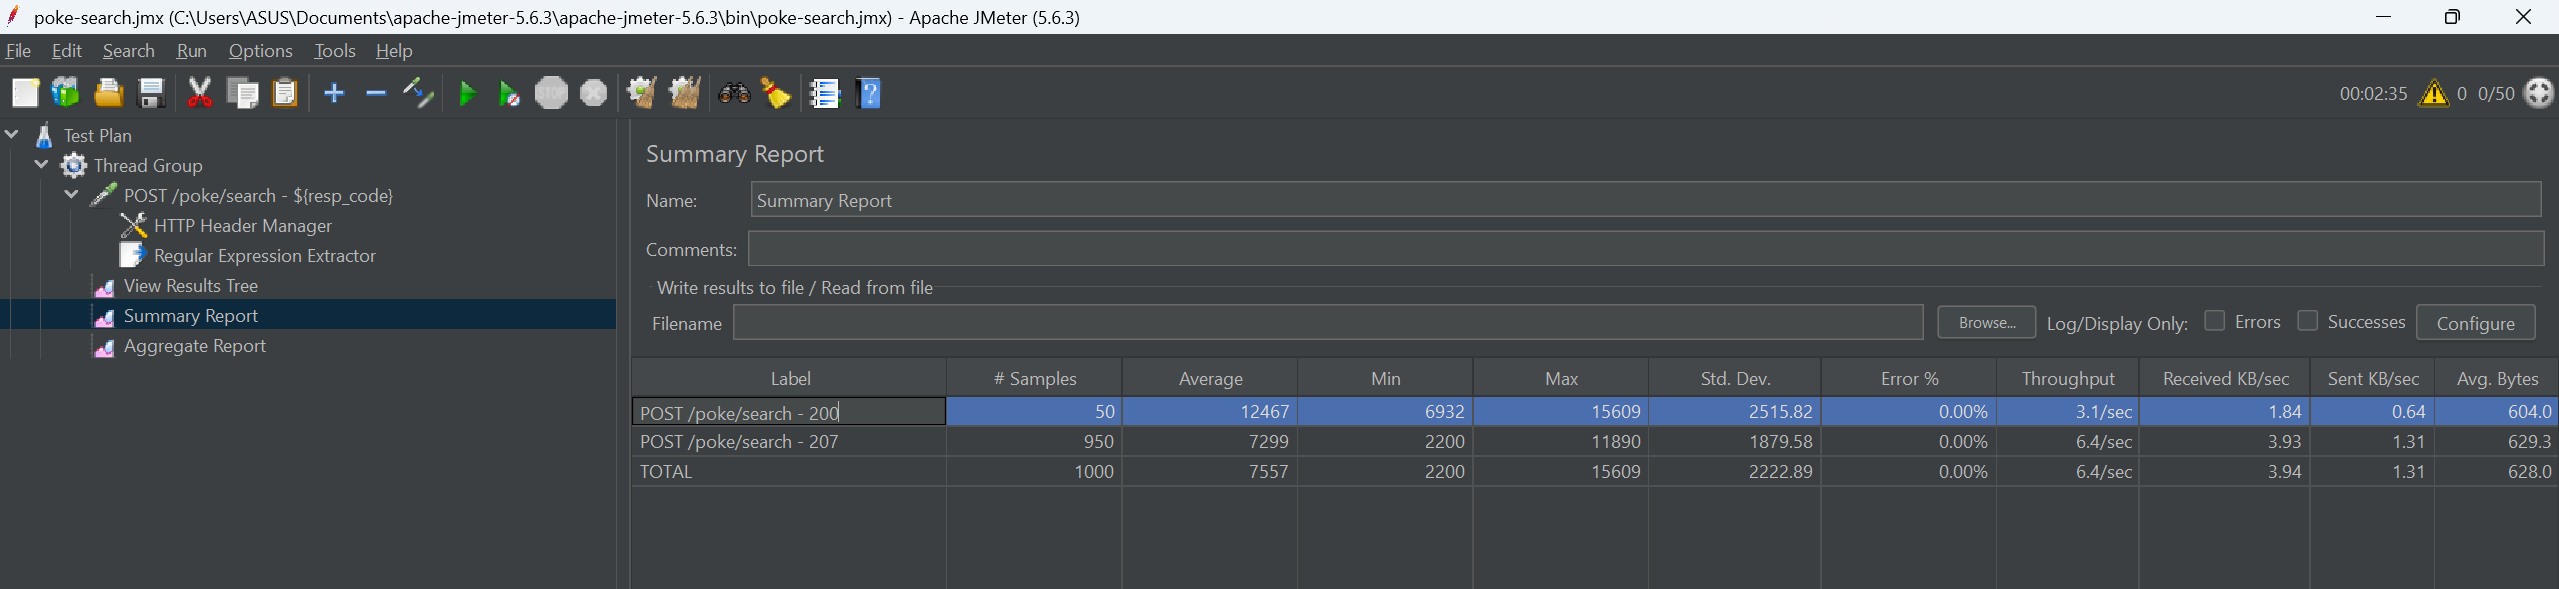 poke-search.jmx (C:\Users\ASUS\Documents\apache-jmeter-5.6.3\apache-jmeter-5.6.3\bin\poke-search.jmx) - Apache JMeter (5.6.3)
File Edit Search Run Options Tools Help
STOP ? 00:02:35 0 0/50
Test Plan
Thread Group
POST /poke/search - ${resp_code}
HTTP Header Manager
Regular Expression Extractor
View Results Tree
Summary Report
Aggregate Report
Summary Report
Name: Summary Report
Comments:
Write results to file / Read from file
Filename Browse... Log/Display Only: Errors Successes Configure
Label # Samples Average Min Max Std. Dev. Error % Throughput Received KB/sec Sent KB/sec Avg. Bytes
POST /poke/search - 200 50 12467 6932 15609 2515.82 0.00% 3.1/sec 1.84 0.64 604.0
POST /poke/search - 207 950 7299 2200 11890 1879.58 0.00% 6.4/sec 3.93 1.31 629.3
TOTAL 1000 7557 2200 15609 2222.89 0.00% 6.4/sec 3.94 1.31 628.0